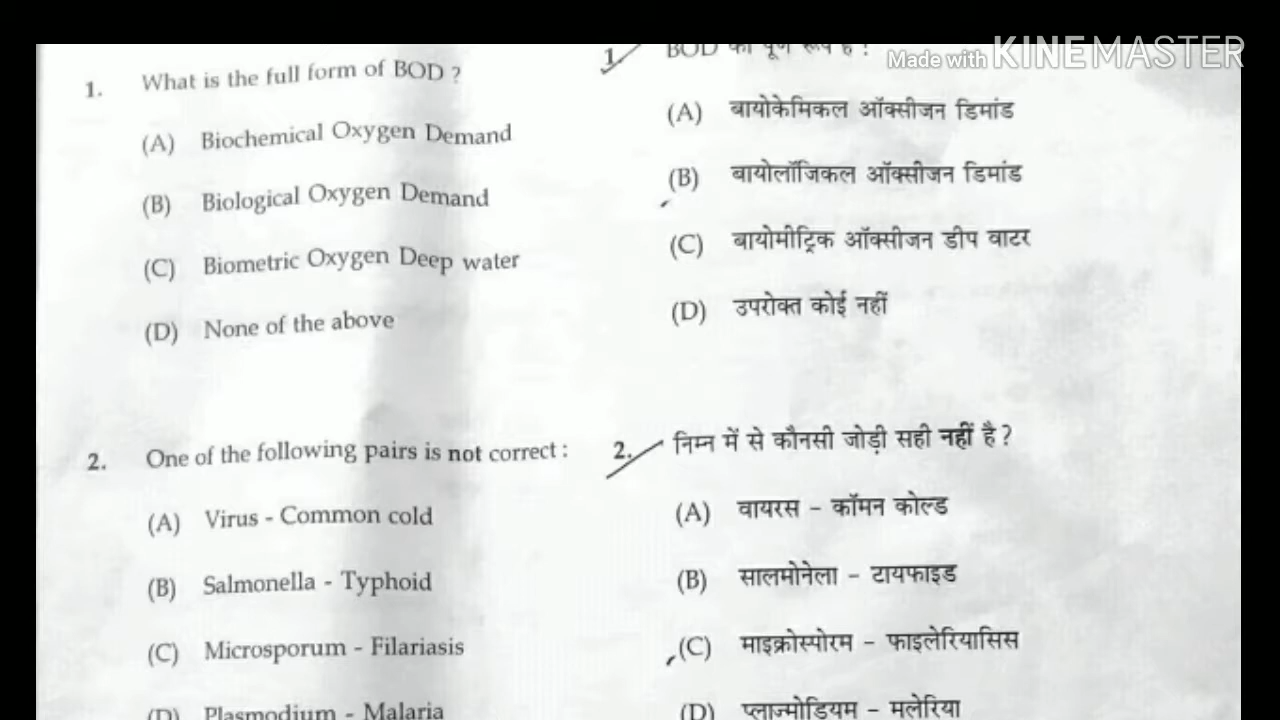 Made with KINEMASTER
1. What is the full form of BOD ?
(A) Biochemical Oxygen Demand
(B) Biological Oxygen Demand
(C) Biometric Oxygen Deep water
(D) None of the above
2. One of the following pairs is not correct :
(A) Virus - Common cold
(B) Salmonella - Typhoid
(C) Microsporum - Filariasis
(D) Plasmodium - Malaria
1. BOD का पूर्ण रूप है :
(A) बायोकेमिकल ऑक्सीजन डिमांड
(B) बायोलॉजिकल ऑक्सीजन डिमांड
(C) बायोमीट्रिक ऑक्सीजन डीप वाटर
(D) उपरोक्त कोई नहीं
2. निम्न में से कौनसी जोड़ी सही नहीं है ?
(A) वायरस - कॉमन कोल्ड
(B) सालमोनेला - टायफाइड
(C) माइक्रोस्पोरम - फाइलेरियासिस
(D) प्लाज्मोडियम - मलेरिया